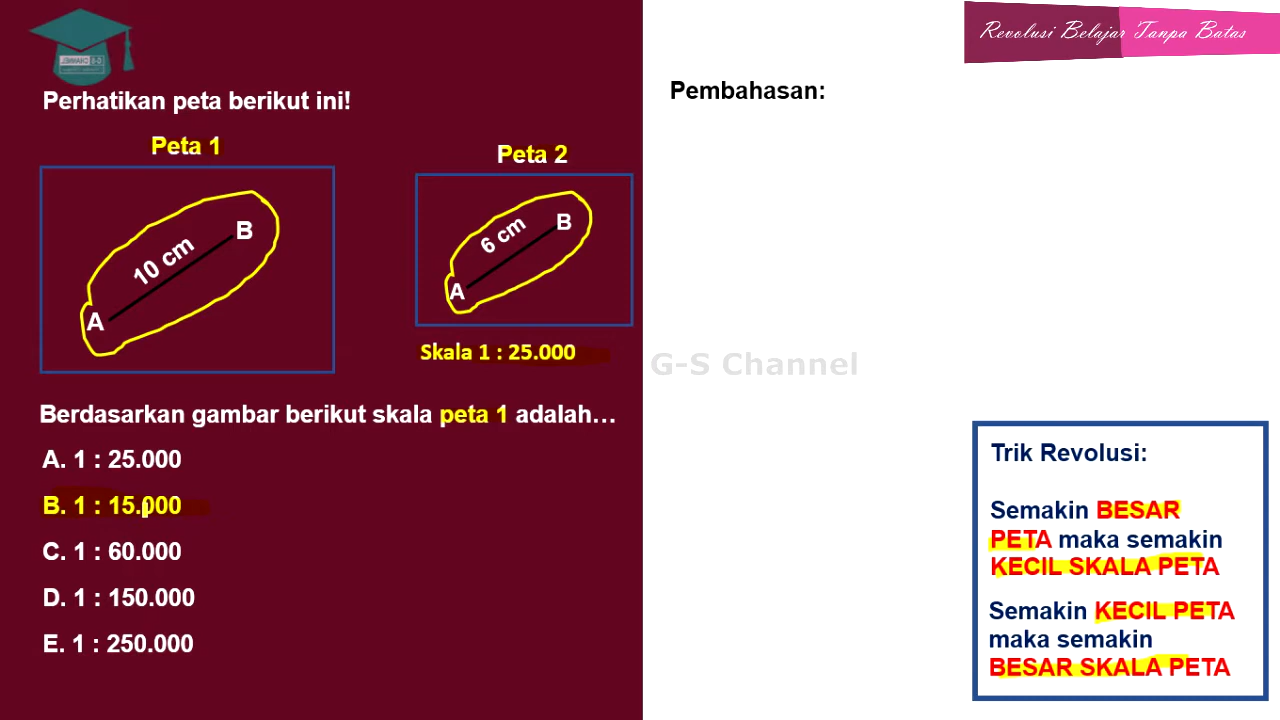 Revolusi Belajar Tanpa Batas
Perhatikan peta berikut ini!
Peta 1
10 cm
A
B
Peta 2
6 cm
A
B
Skala 1 : 25.000
Berdasarkan gambar berikut skala peta 1 adalah…
A. 1 : 25.000
B. 1 : 15.000
C. 1 : 60.000
D. 1 : 150.000
E. 1 : 250.000
Pembahasan:
G-S Channel
Trik Revolusi:
Semakin BESAR
PETA maka semakin
KECIL SKALA PETA
Semakin KECIL PETA
maka semakin
BESAR SKALA PETA